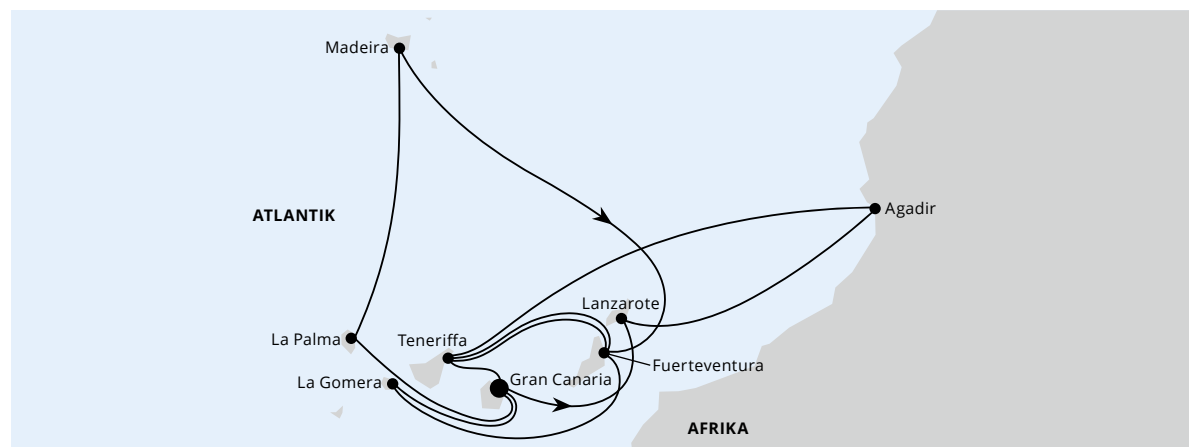 Madeira
ATLANTIK
Agadir
Lanzarote
La Palma
Teneriffa
Fuerteventura
La Gomera
Gran Canaria
AFRIKA